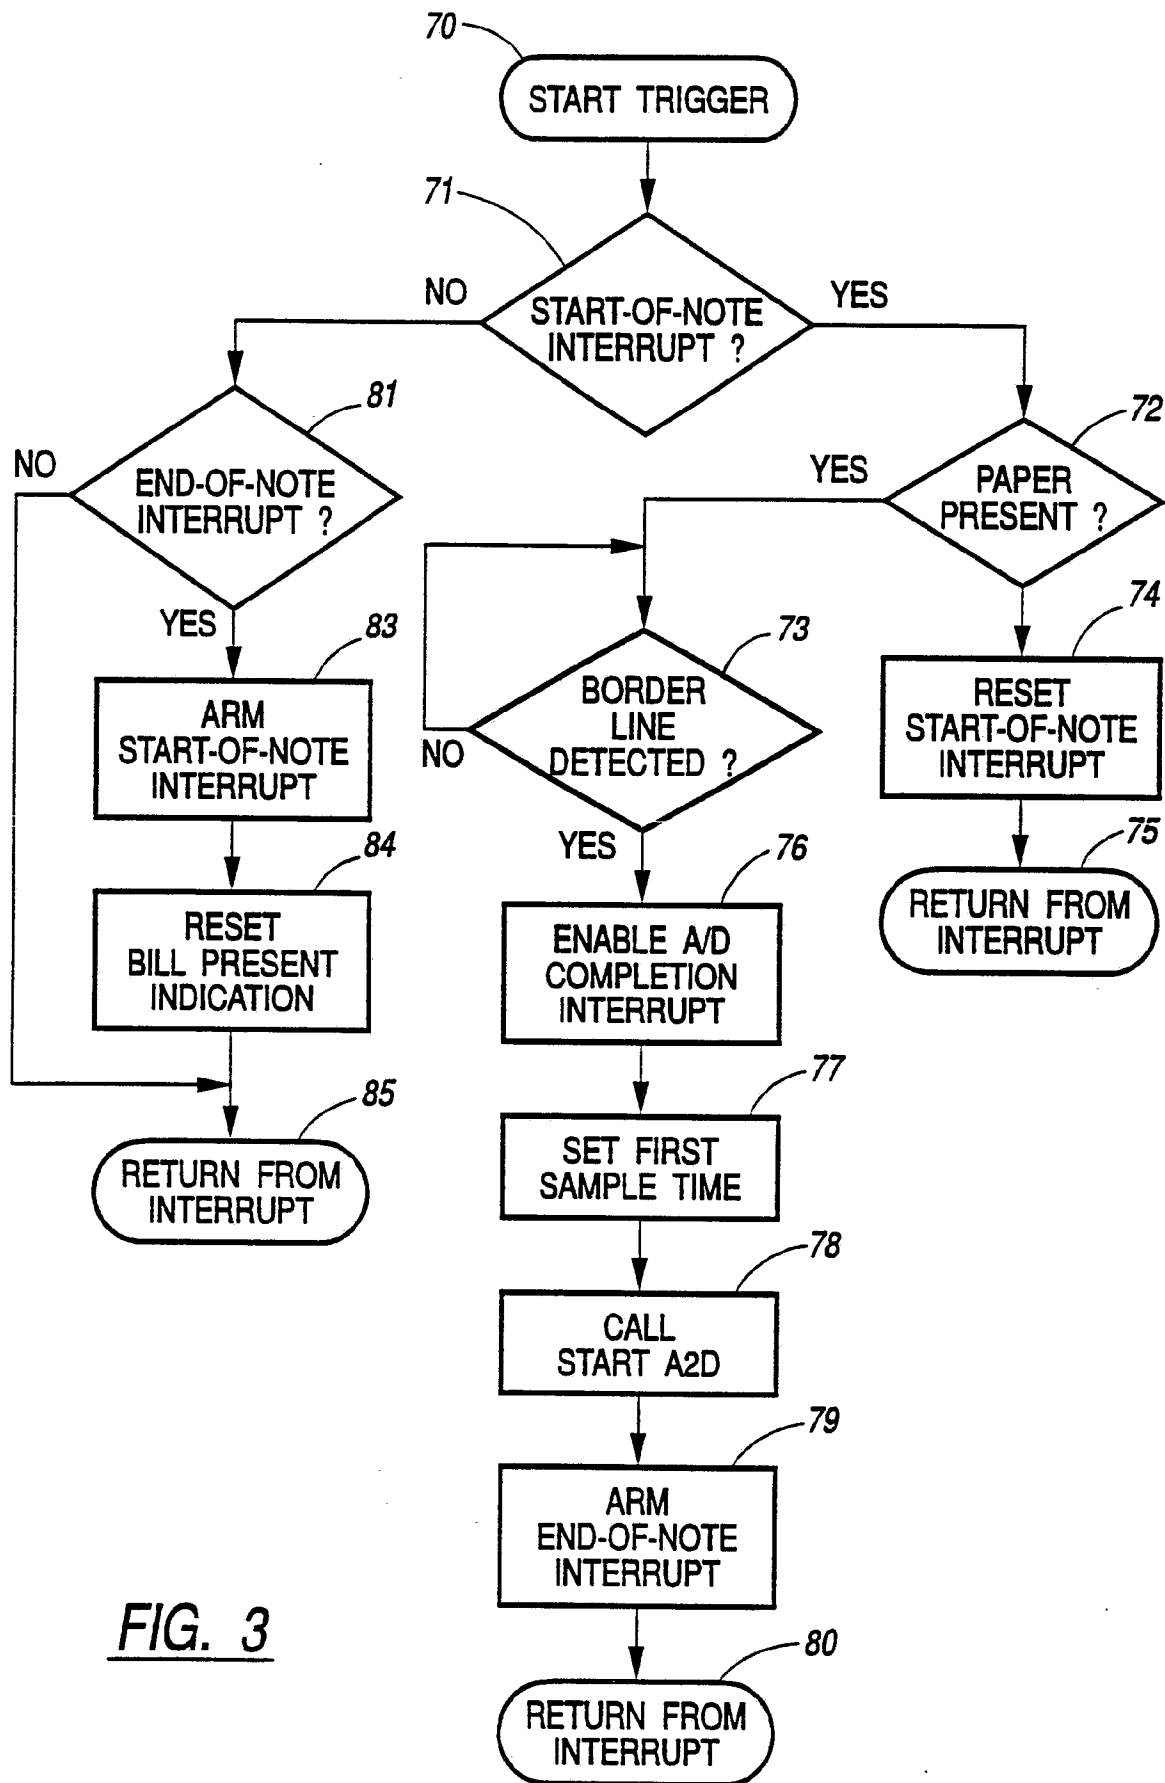 70
START TRIGGER
71
NO
START-OF-NOTE
INTERRUPT ?
YES
81
NO
END-OF-NOTE
INTERRUPT ?
YES
72
YES
PAPER
PRESENT ?
83
ARM
START-OF-NOTE
INTERRUPT
73
BORDER
LINE
DETECTED ?
NO
YES
74
RESET
START-OF-NOTE
INTERRUPT
84
RESET
BILL PRESENT
INDICATION
76
ENABLE A/D
COMPLETION
INTERRUPT
75
RETURN FROM
INTERRUPT
85
RETURN FROM
INTERRUPT
77
SET FIRST
SAMPLE TIME
78
CALL
START A2D
79
ARM
END-OF-NOTE
INTERRUPT
80
RETURN FROM
INTERRUPT
FIG. 3